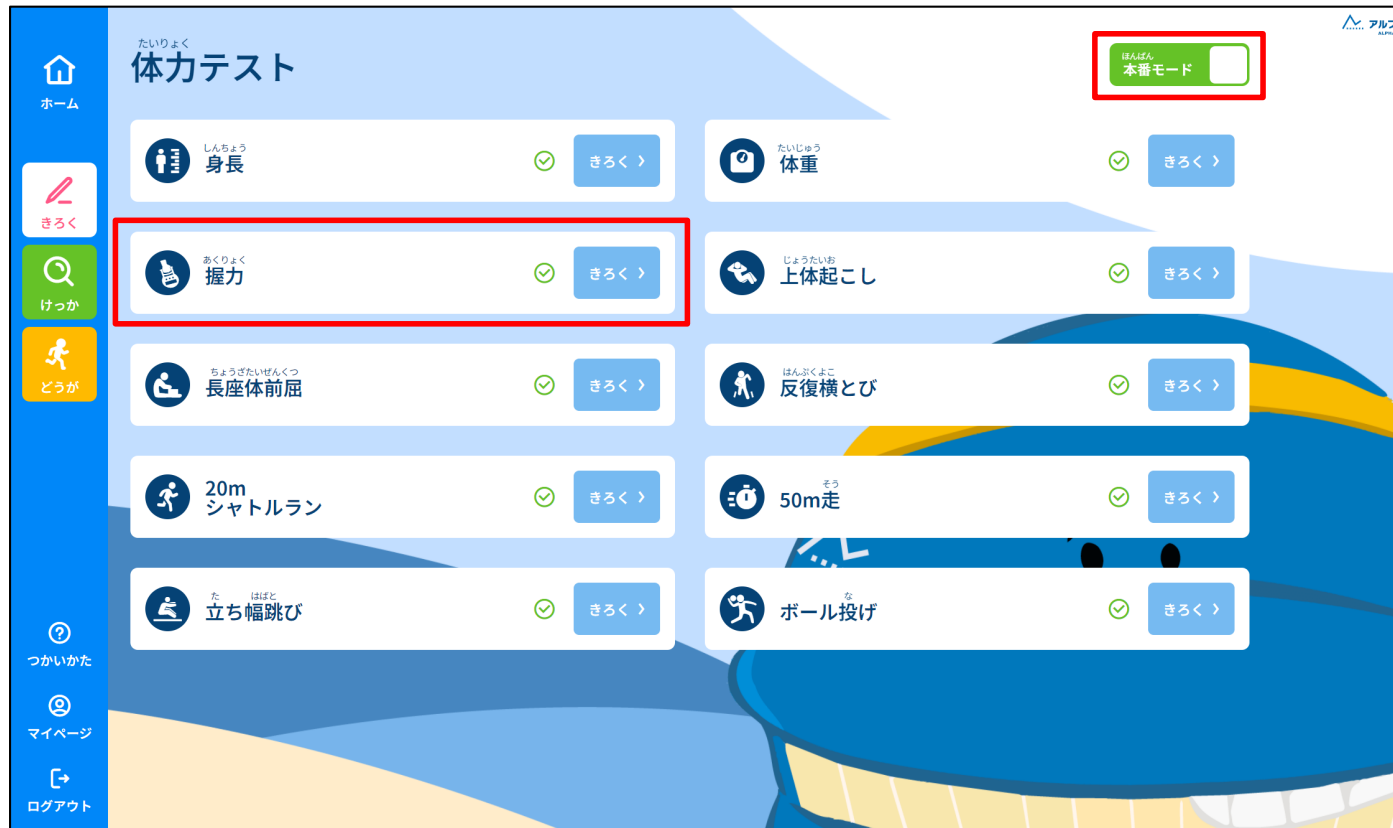 ホーム
きろく
けっか
どうが
つかいかた
マイページ
ログアウト
たいりょく
体力テスト
ほんばん
本番モード
しんちょう
身長
きろく
たいじゅう
体重
きろく
あくりょく
握力
きろく
じょうたいお
上体起こし
きろく
ちょうざたいぜんくつ
長座体前屈
きろく
はんぷくよこ
反復横とび
きろく
20m
シャトルラン
きろく
そう
50m走
きろく
た はばと
立ち幅跳び
きろく
な
ボール投げ
きろく